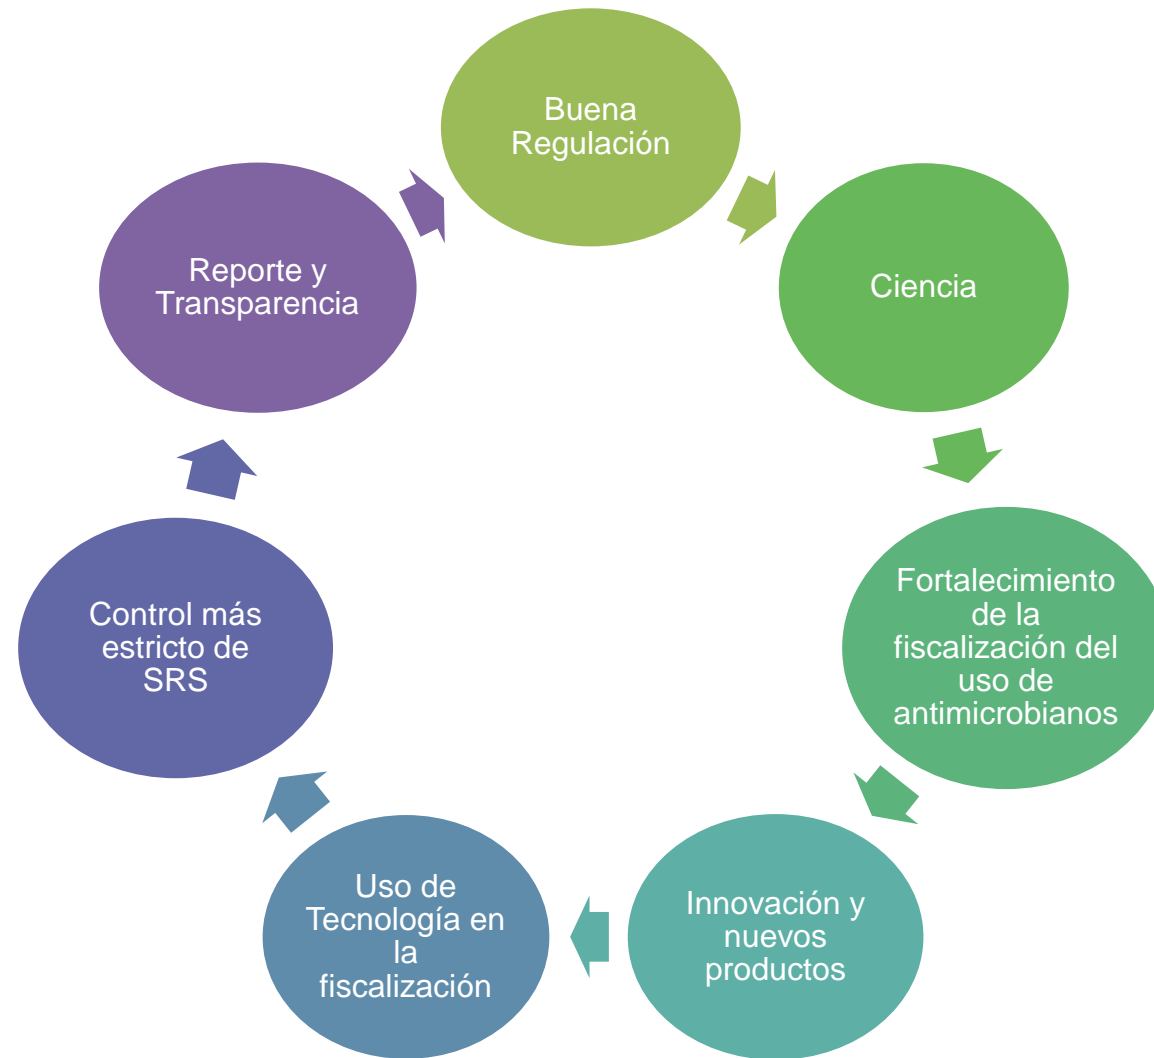 Buena
Regulación
Ciencia
Fortalecimiento
de la
fiscalización del
uso de
antimicrobianos
Innovación y
nuevos
productos
Uso de
Tecnología en
la
fiscalización
Control más
estricto de
SRS
Reporte y
Transparencia